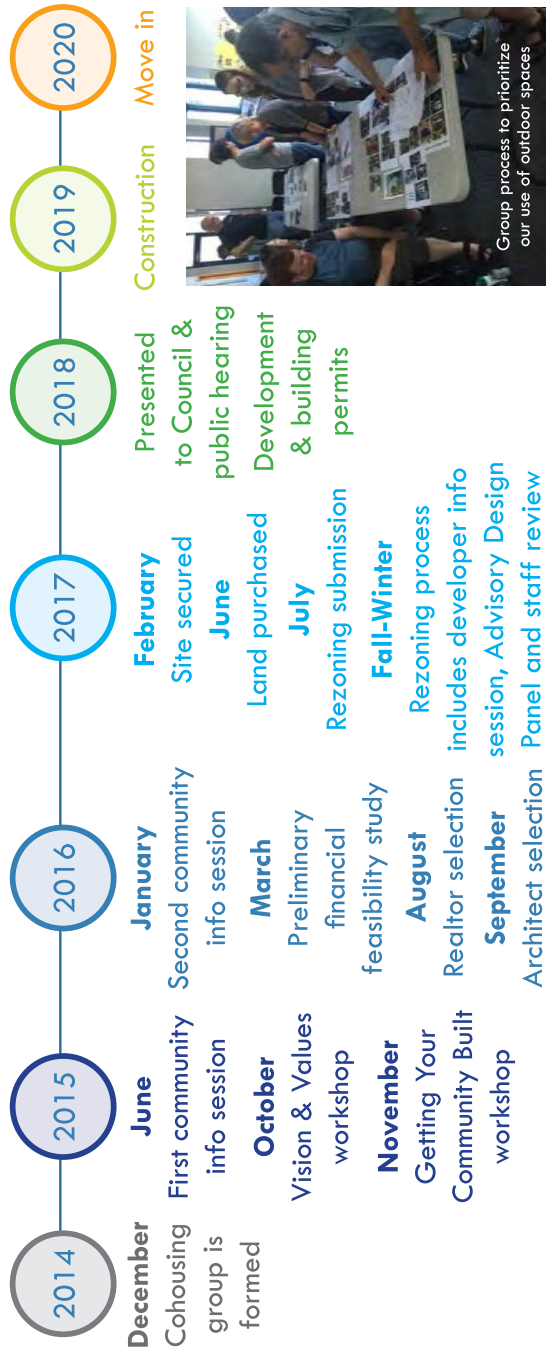 2014
December
Cohousing
group is
formed
2015
June
First community
info session
October
Vision & Values
workshop
November
Getting Your
Community Built
workshop
2016
January
Second community
info session
March
Preliminary
financial
feasibility study
August
Realtor selection
September
Architect selection
2017
February
Site secured
June
Land purchased
July
Rezoning submission
Fall-Winter
Rezoning process
includes developer info
session, Advisory Design
Panel and staff review
2018
Presented
to Council &
public hearing
Development
& building
permits
2019
Construction
2020
Move in
Group process to prioritize
our use of outdoor spaces